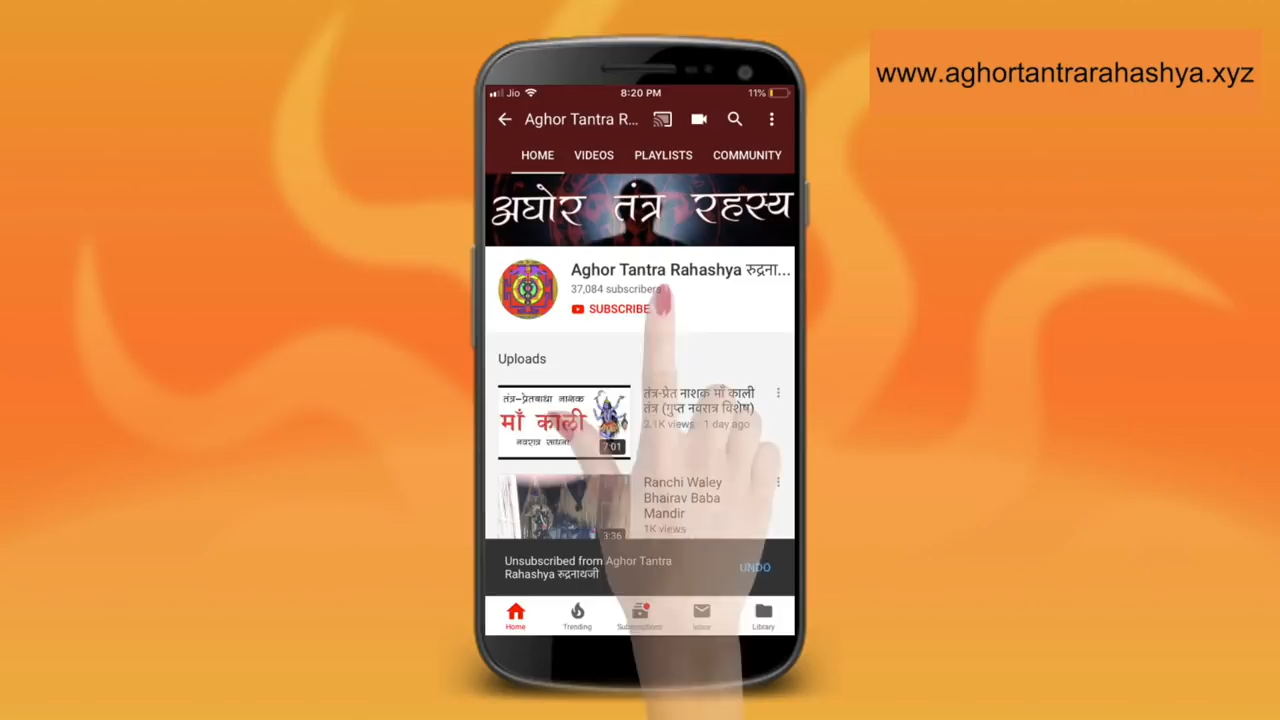 www.aghortantrarahashya.xyz
Jio 8:20 PM 11%
Aghor Tantra R...
HOME VIDEOS PLAYLISTS COMMUNITY
अघोर तंत्र रहस्य
Aghor Tantra Rahashya रुद्रना...
37,084 subscribers
SUBSCRIBE
Uploads
तंत्र-प्रेतबाधा नाशक
माँ काली
नवरात्र साधना
7:01
तंत्र-प्रेत नाशक माँ काली
तंत्र (गुप्त नवरात्र विशेष)
2.1K views 1 day ago
Ranchi Waley
Bhairav Baba
Mandir
1K views
3:36
Unsubscribed from Aghor Tantra
Rahashya रुद्रनाथजी
UNDO
Home Trending Subscriptions Inbox Library